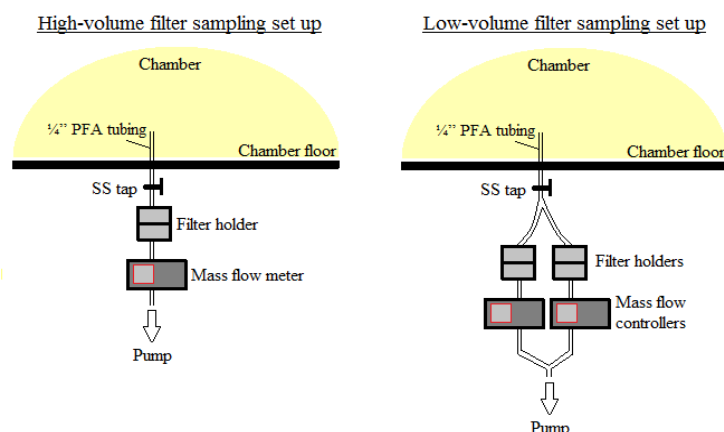 High-volume filter sampling set up
Chamber
¼” PFA tubing
Chamber floor
SS tap
Filter holder
Mass flow meter
Pump
Low-volume filter sampling set up
Chamber
¼” PFA tubing
Chamber floor
SS tap
Filter holders
Mass flow
controllers
Pump